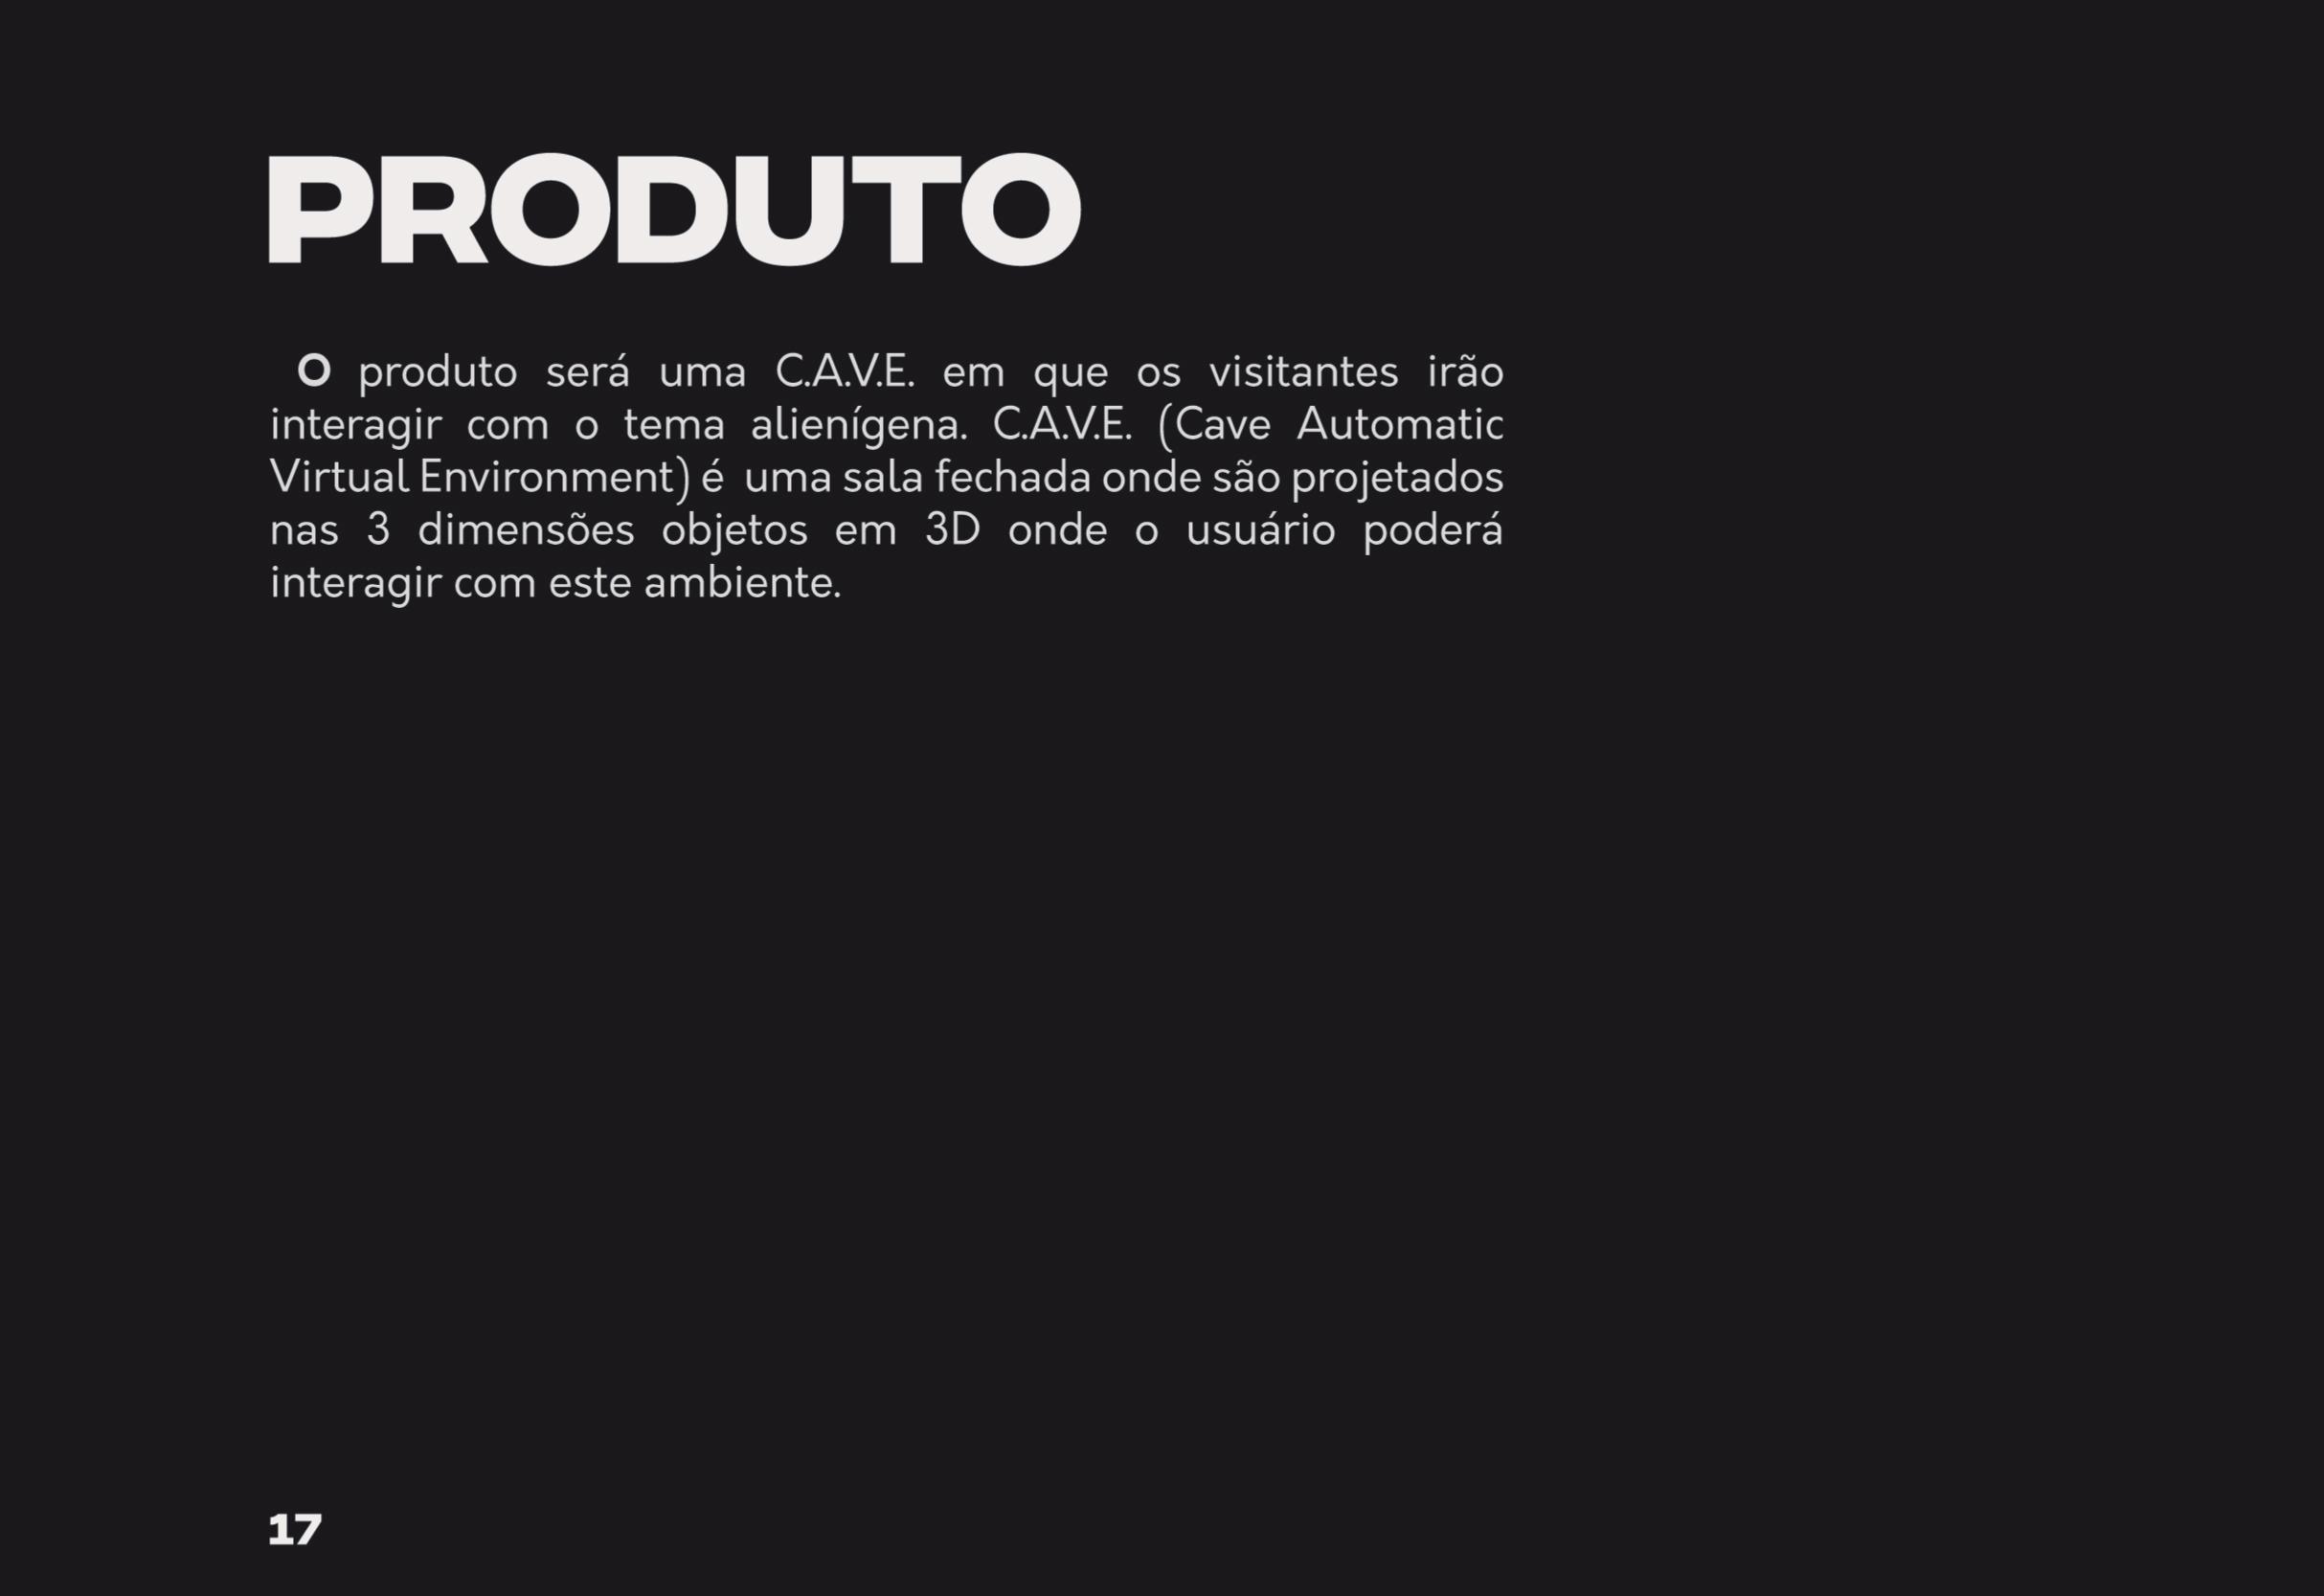 PRODUTO
O produto será uma C.A.V.E. em que os visitantes irão
interagir com o tema alienígena. C.A.V.E. (Cave Automatic
Virtual Environment) é uma sala fechada onde são projetados
nas 3 dimensões objetos em 3D onde o usuário poderá
interagir com este ambiente.
17